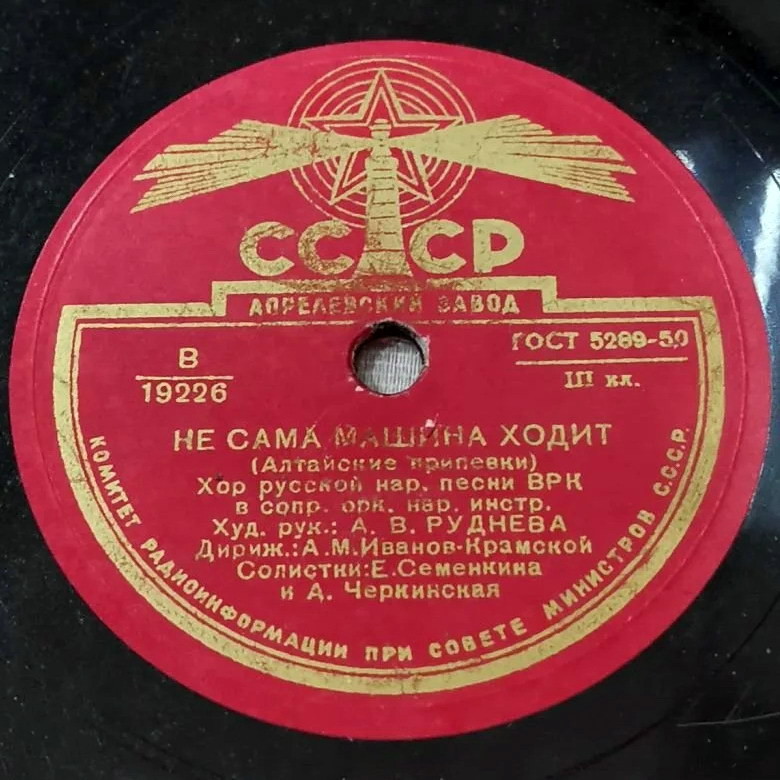 СССР
АПРЕЛЕВСКИЙ ЗАВОД
В
19226
ГОСТ 5289-50
III кл.
НЕ САМА МАШИНА ХОДИТ
(Алтайские припевки)
Хор русской нар. песни ВРК
в сопр. орк. нар. инстр.
Худ. рук.: А. В. РУДНЕВА
Дириж.: А.М.Иванов-Крамской
Солистки: Е.Семенкина
и А. Черкинская
КОМИТЕТ РАДИОИНФОРМАЦИИ ПРИ СОВЕТЕ МИНИСТРОВ С.С.С.Р.